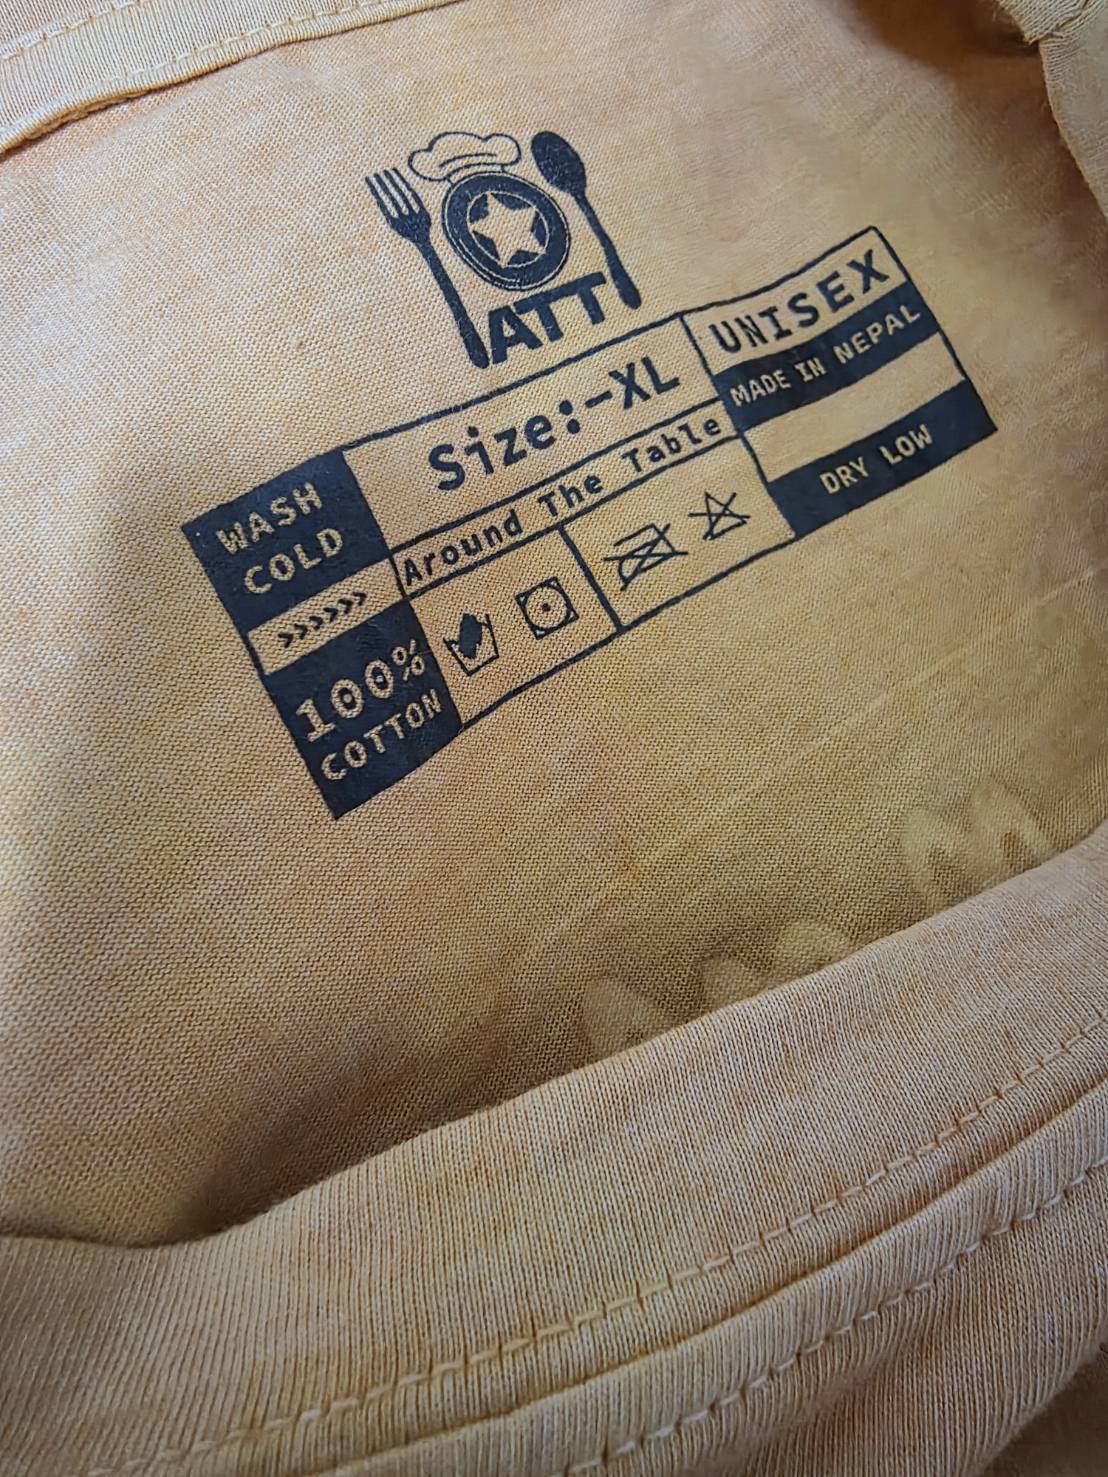 ATT
UNISEX
MADE IN NEPAL
DRY LOW
Size:-XL
Around The Table
WASH
COLD
>>>>>>
100%
COTTON